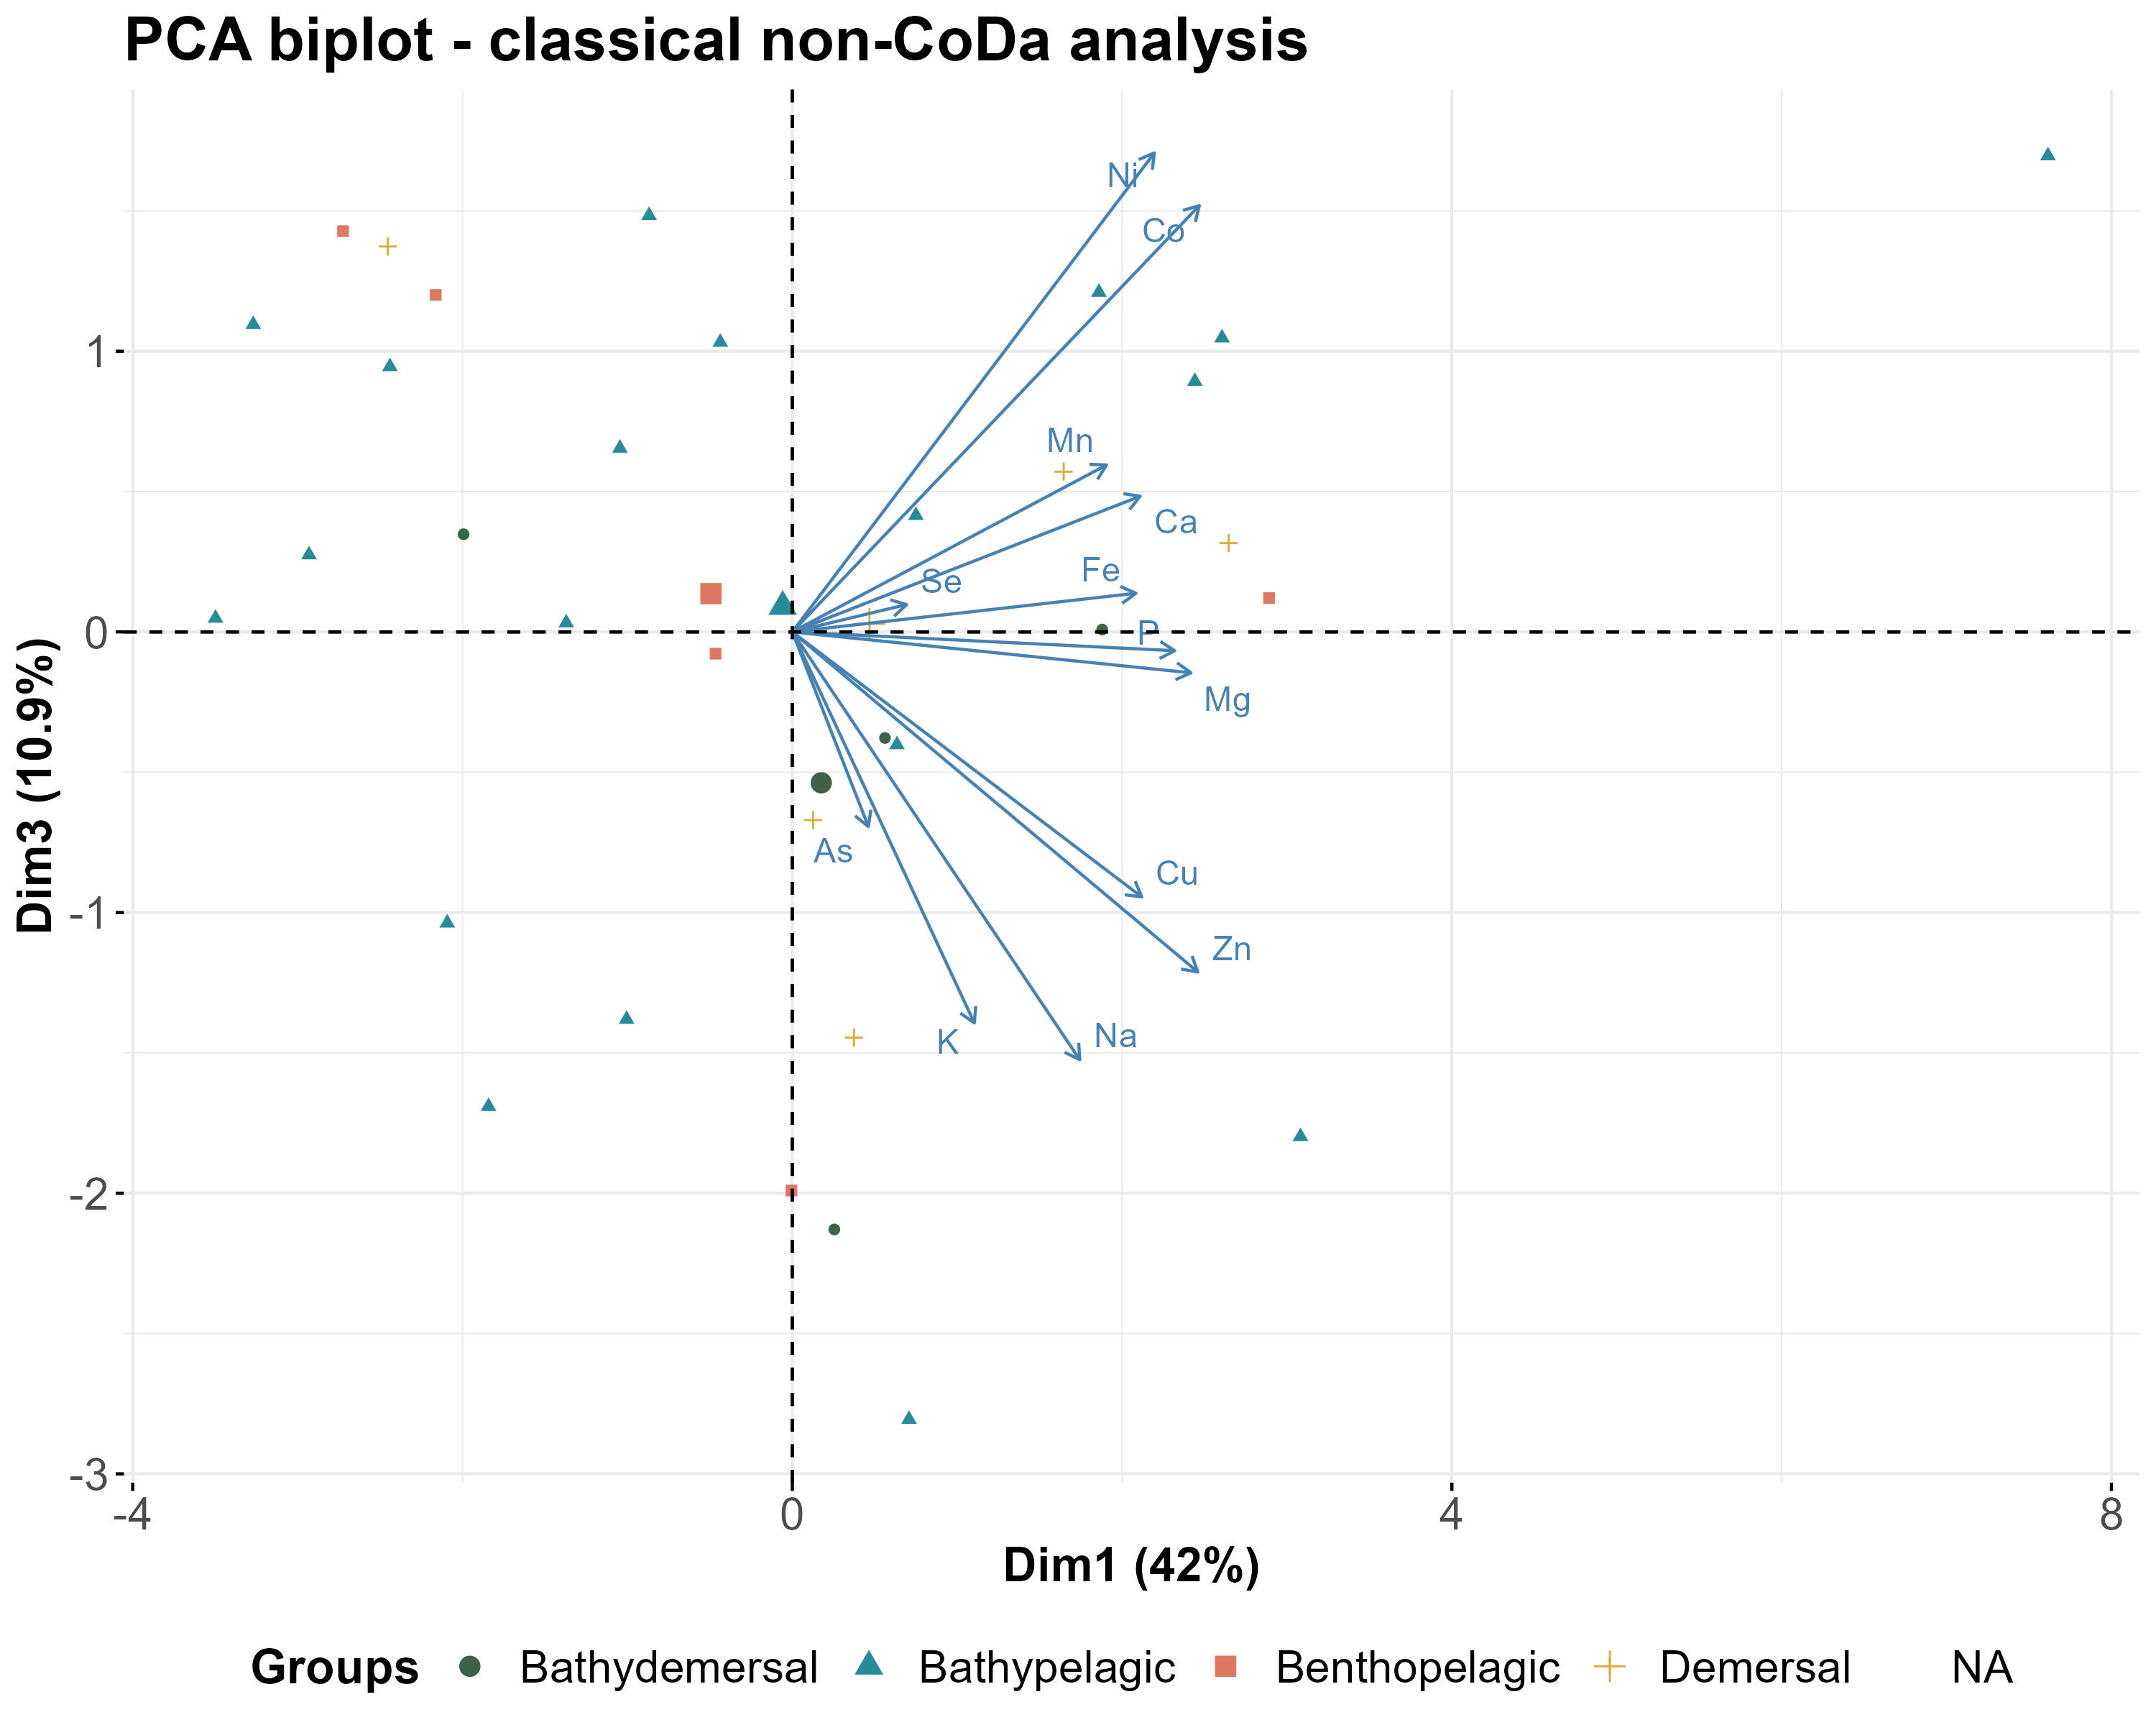 PCA biplot - classical non-CoDa analysis
Ni
Co
Mn
Ca
Se
Fe
P
Mg
As
Cu
Zn
K
Na
1
0
-1
-2
-3
Dim3 (10.9%)
-4 0 4 8
Dim1 (42%)
Groups Bathydemersal Bathypelagic Benthopelagic Demersal NA